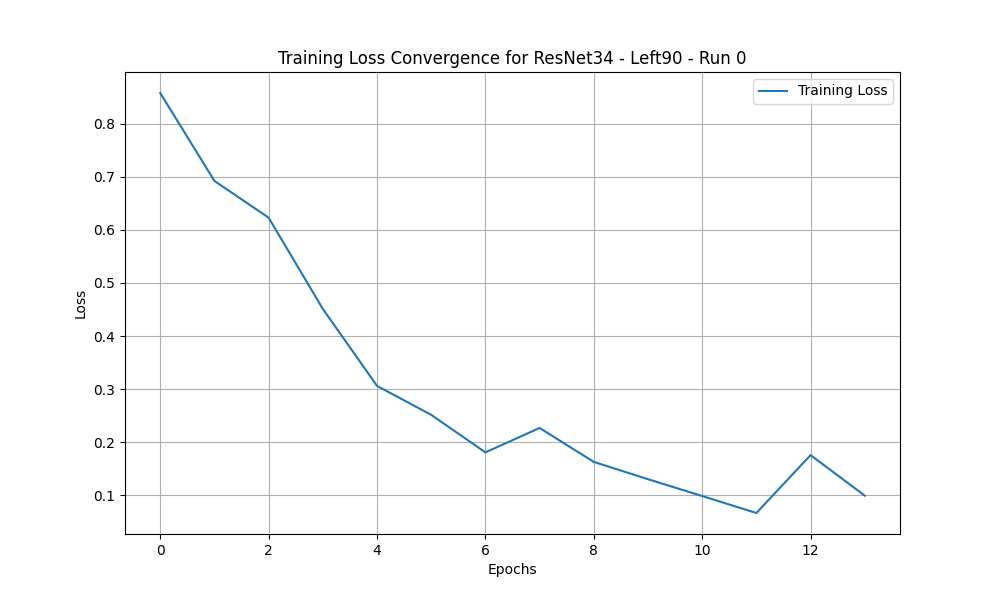 Training Loss Convergence for ResNet34 - Left90 - Run 0
Training Loss
0.8
0.7
0.6
0.5
0.4
0.3
0.2
0.1
Loss
0 2 4 6 8 10 12
Epochs